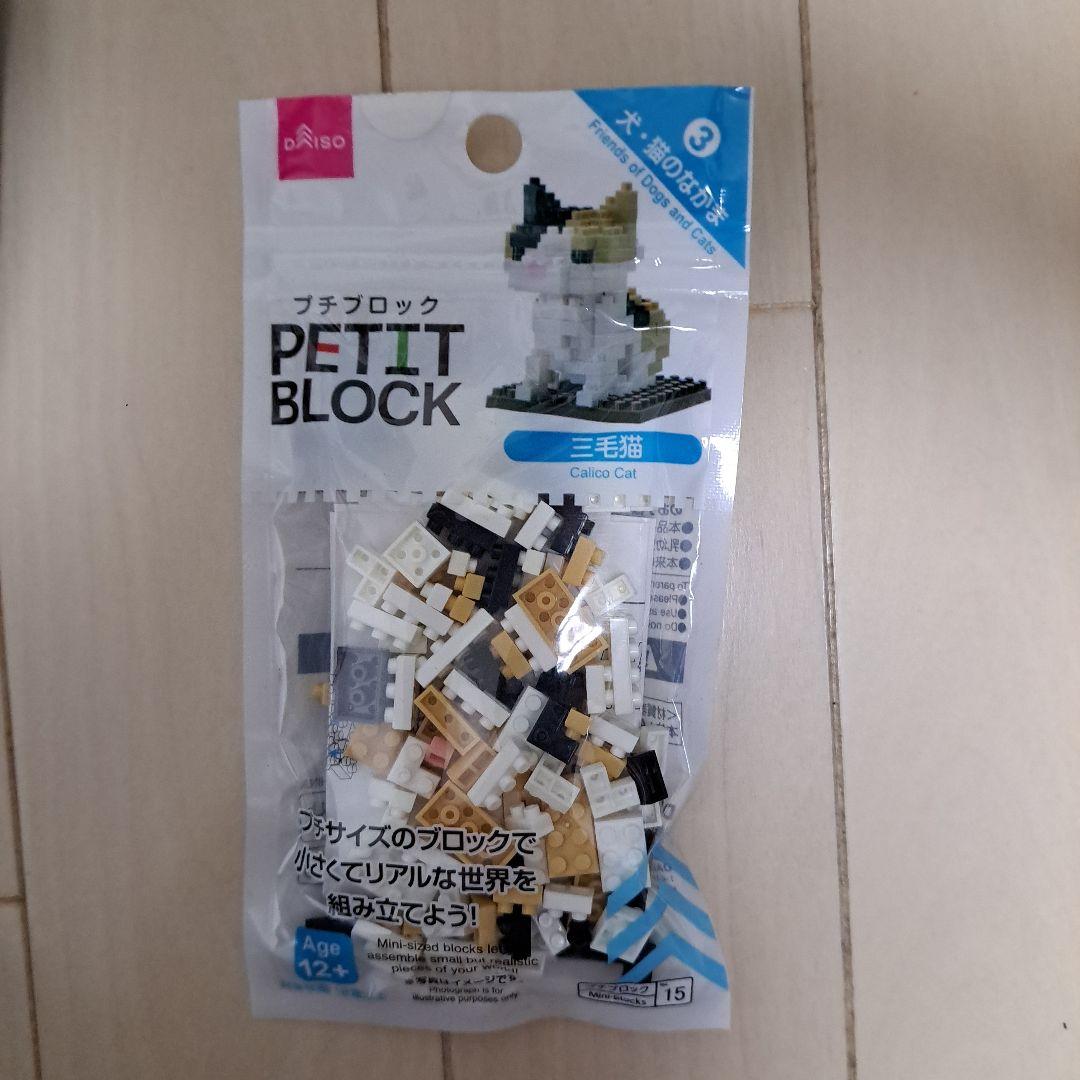 DAISO
3
犬・猫のなかま
Friends of Dogs and Cats
プチブロック
PETIT
BLOCK
三毛猫
Calico Cat
プチサイズのブロックで
小さくてリアルな世界を
組み立てよう!
Age
12+
Mini-sized blocks let
assemble small but realistic
pieces of your world!
※写真はイメージです
Photograph is for
illustrative purposes only
プチブロック
Mini-Blocks
No.
15